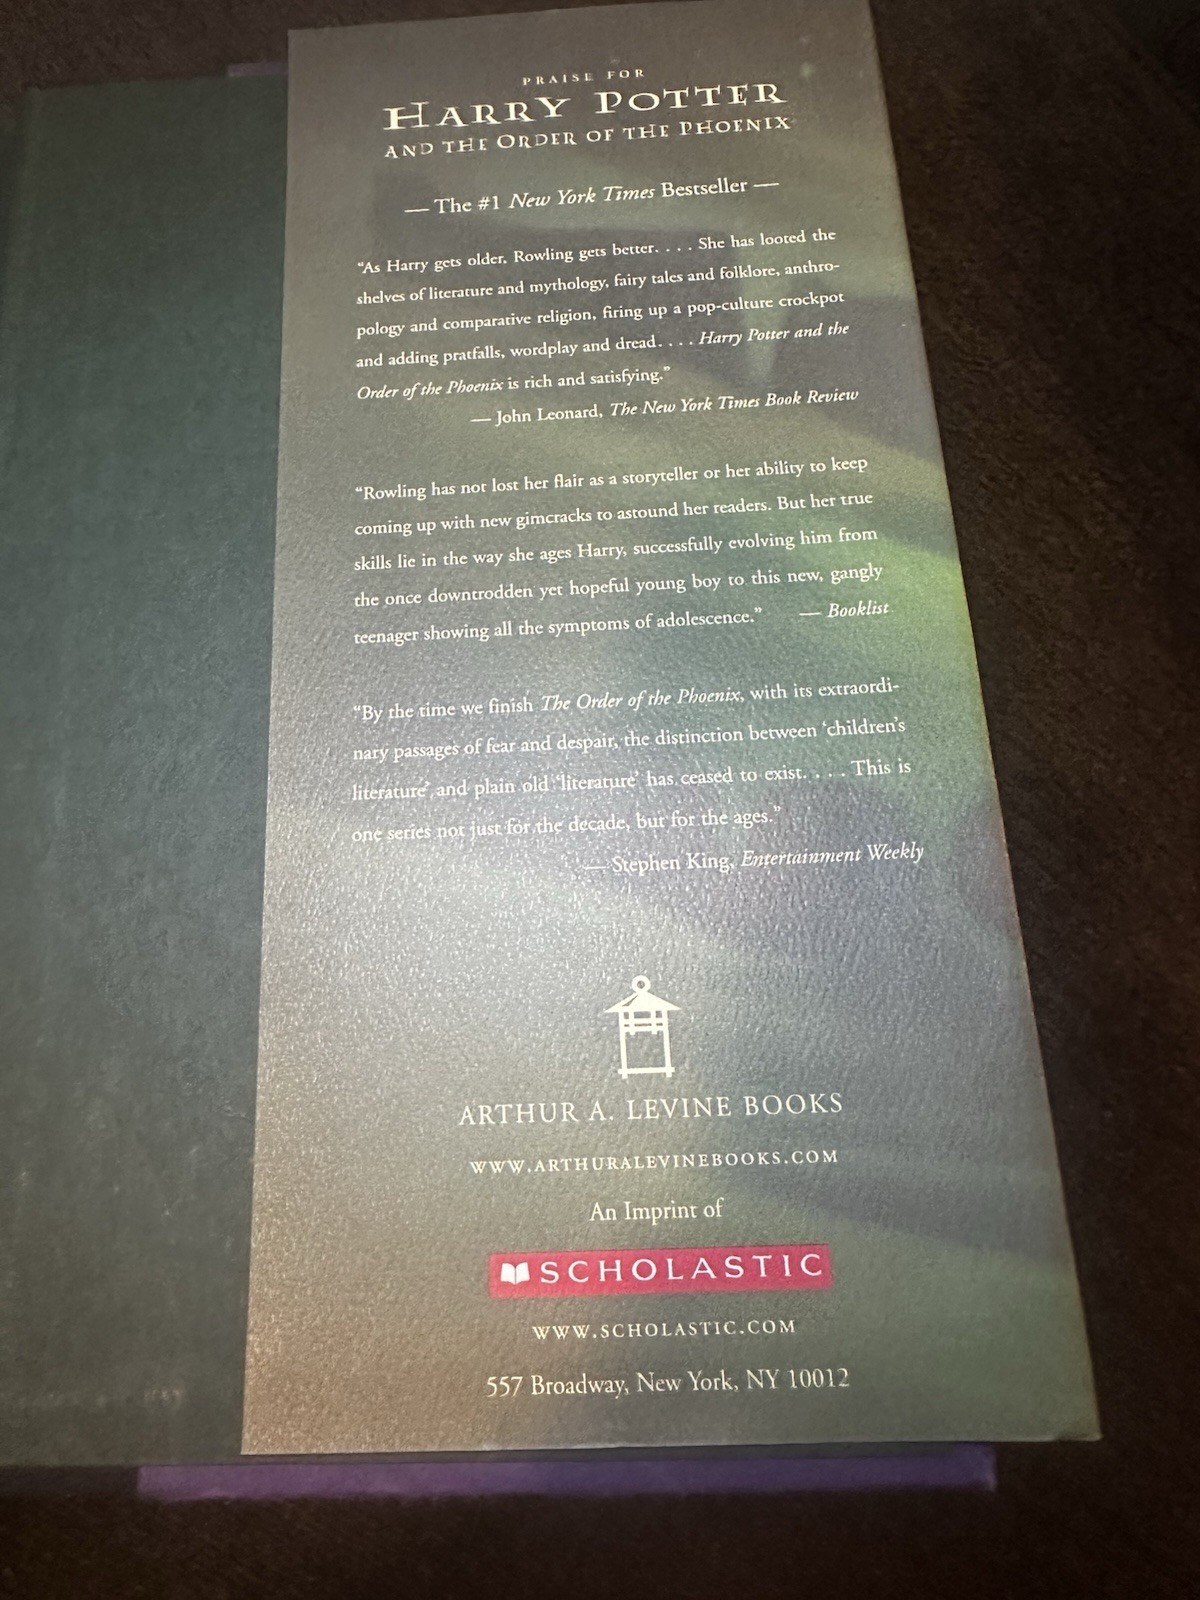 PRAISE FOR
HARRY POTTER
AND THE ORDER OF THE PHOENIX
— The #1 New York Times Bestseller —
“As Harry gets older, Rowling gets better. . . . She has looted the
shelves of literature and mythology, fairy tales and folklore, anthro-
pology and comparative religion, firing up a pop-culture crockpot
and adding pratfalls, wordplay and dread. . . . Harry Potter and the
Order of the Phoenix is rich and satisfying.”
— John Leonard, The New York Times Book Review
“Rowling has not lost her flair as a storyteller or her ability to keep
coming up with new gimcracks to astound her readers. But her true
skills lie in the way she ages Harry, successfully evolving him from
the once downtrodden yet hopeful young boy to this new, gangly
teenager showing all the symptoms of adolescence.” — Booklist
“By the time we finish The Order of the Phoenix, with its extraordi-
nary passages of fear and despair, the distinction between ‘children’s
literature’ and plain old ‘literature’ has ceased to exist. . . . This is
one series not just for the decade, but for the ages.”
— Stephen King, Entertainment Weekly
ARTHUR A. LEVINE BOOKS
WWW.ARTHURALEVINEBOOKS.COM
An Imprint of
SCHOLASTIC
WWW.SCHOLASTIC.COM
557 Broadway, New York, NY 10012